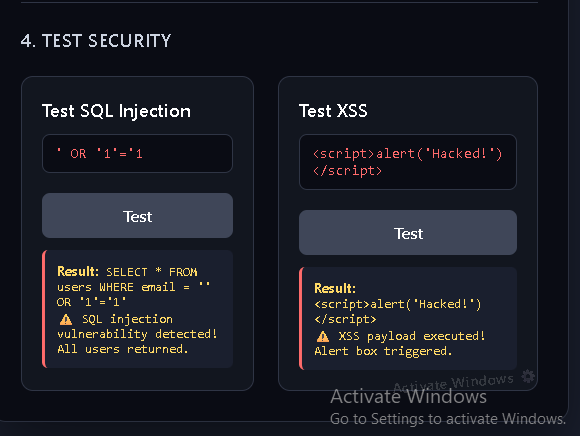 4. TEST SECURITY
Test SQL Injection
' OR '1'='1
Test
Result: SELECT * FROM
users WHERE email = ''
OR '1'='1'
⚠ SQL injection
vulnerability detected!
All users returned.
Test XSS
<script>alert('Hacked!')
</script>
Test
Result:
<script>alert('Hacked!')
</script>
⚠ XSS payload executed!
Alert box triggered.
Activate Windows
Activate Windows
Go to Settings to activate Windows.